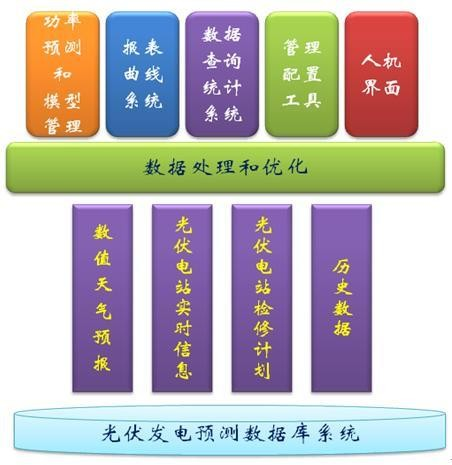 功率
预测
和
模型
管理
报表
曲线
系统
数据
查询
统计
系统
管理
配置
工具
人机
界面
数据处理和优化
数值天气预报
光伏电站实时信息
光伏电站检修计划
历史数据
光伏发电预测数据库系统